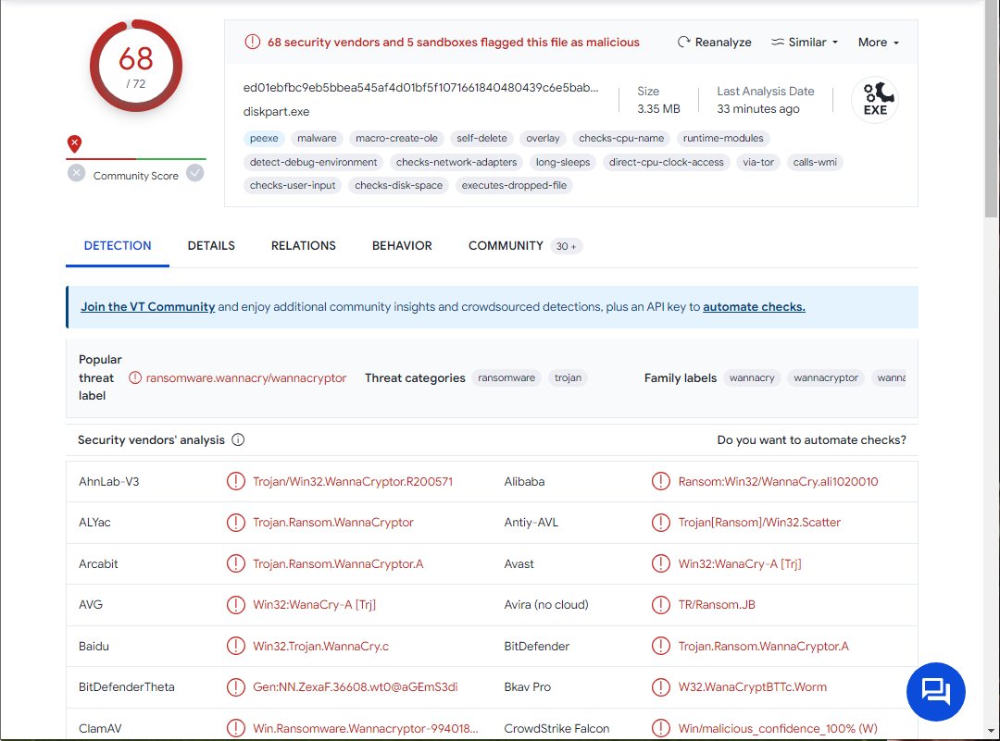 68
/ 72
Community Score
68 security vendors and 5 sandboxes flagged this file as malicious
Reanalyze
Similar
More
ed01ebfbc9eb5bbea545af4d01bf5f1071661840480439c6e5bab...
diskpart.exe
Size
3.35 MB
Last Analysis Date
33 minutes ago
EXE
peexe malware macro-create-ole self-delete overlay checks-cpu-name runtime-modules
detect-debug-environment checks-network-adapters long-sleeps direct-cpu-clock-access via-tor calls-wmi
checks-user-input checks-disk-space executes-dropped-file
DETECTION DETAILS RELATIONS BEHAVIOR COMMUNITY 30 +
Join the VT Community and enjoy additional community insights and crowdsourced detections, plus an API key to automate checks.
Popular
threat
label
ransomware.wannacry/wannacryptor
Threat categories ransomware trojan
Family labels wannacry wannacryptor wanna
Security vendors' analysis Do you want to automate checks?
AhnLab-V3 Trojan/Win32.WannaCryptor.R200571 Alibaba Ransom:Win32/WannaCry.ali1020010
ALYac Trojan.Ransom.WannaCryptor Antiy-AVL Trojan[Ransom]/Win32.Scatter
Arcabit Trojan.Ransom.WannaCryptor.A Avast Win32:WanaCry-A [Trj]
AVG Win32:WanaCry-A [Trj] Avira (no cloud) TR/Ransom.JB
Baidu Win32.Trojan.WannaCry.c BitDefender Trojan.Ransom.WannaCryptor.A
BitDefenderTheta Gen:NN.ZexaF.36608.wt0@aGEmS3di Bkav Pro W32.WanaCryptBTTc.Worm
ClamAV Win.Ransomware.Wannacryptor-994018... CrowdStrike Falcon Win/malicious_confidence_100% (W)